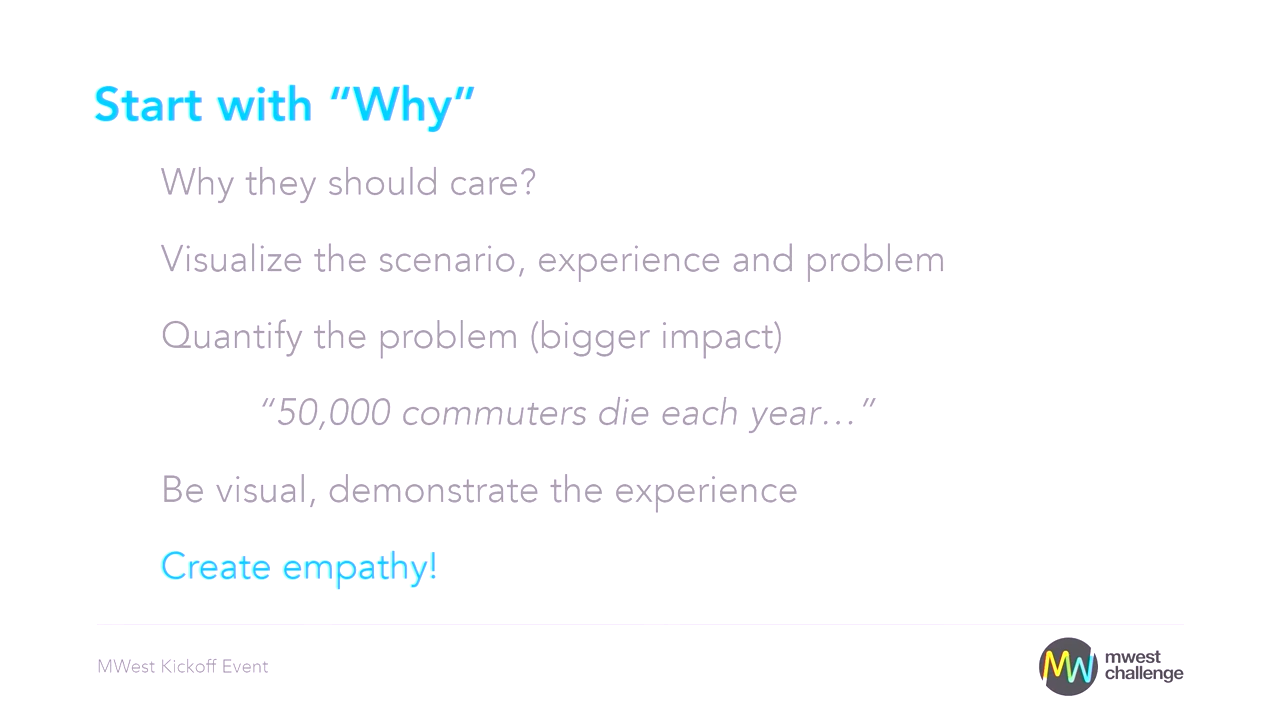 Start with “Why”
Why they should care?
Visualize the scenario, experience and problem
Quantify the problem (bigger impact)
“50,000 commuters die each year…”
Be visual, demonstrate the experience
Create empathy!
MWest Kickoff Event
MW
mwest
challenge